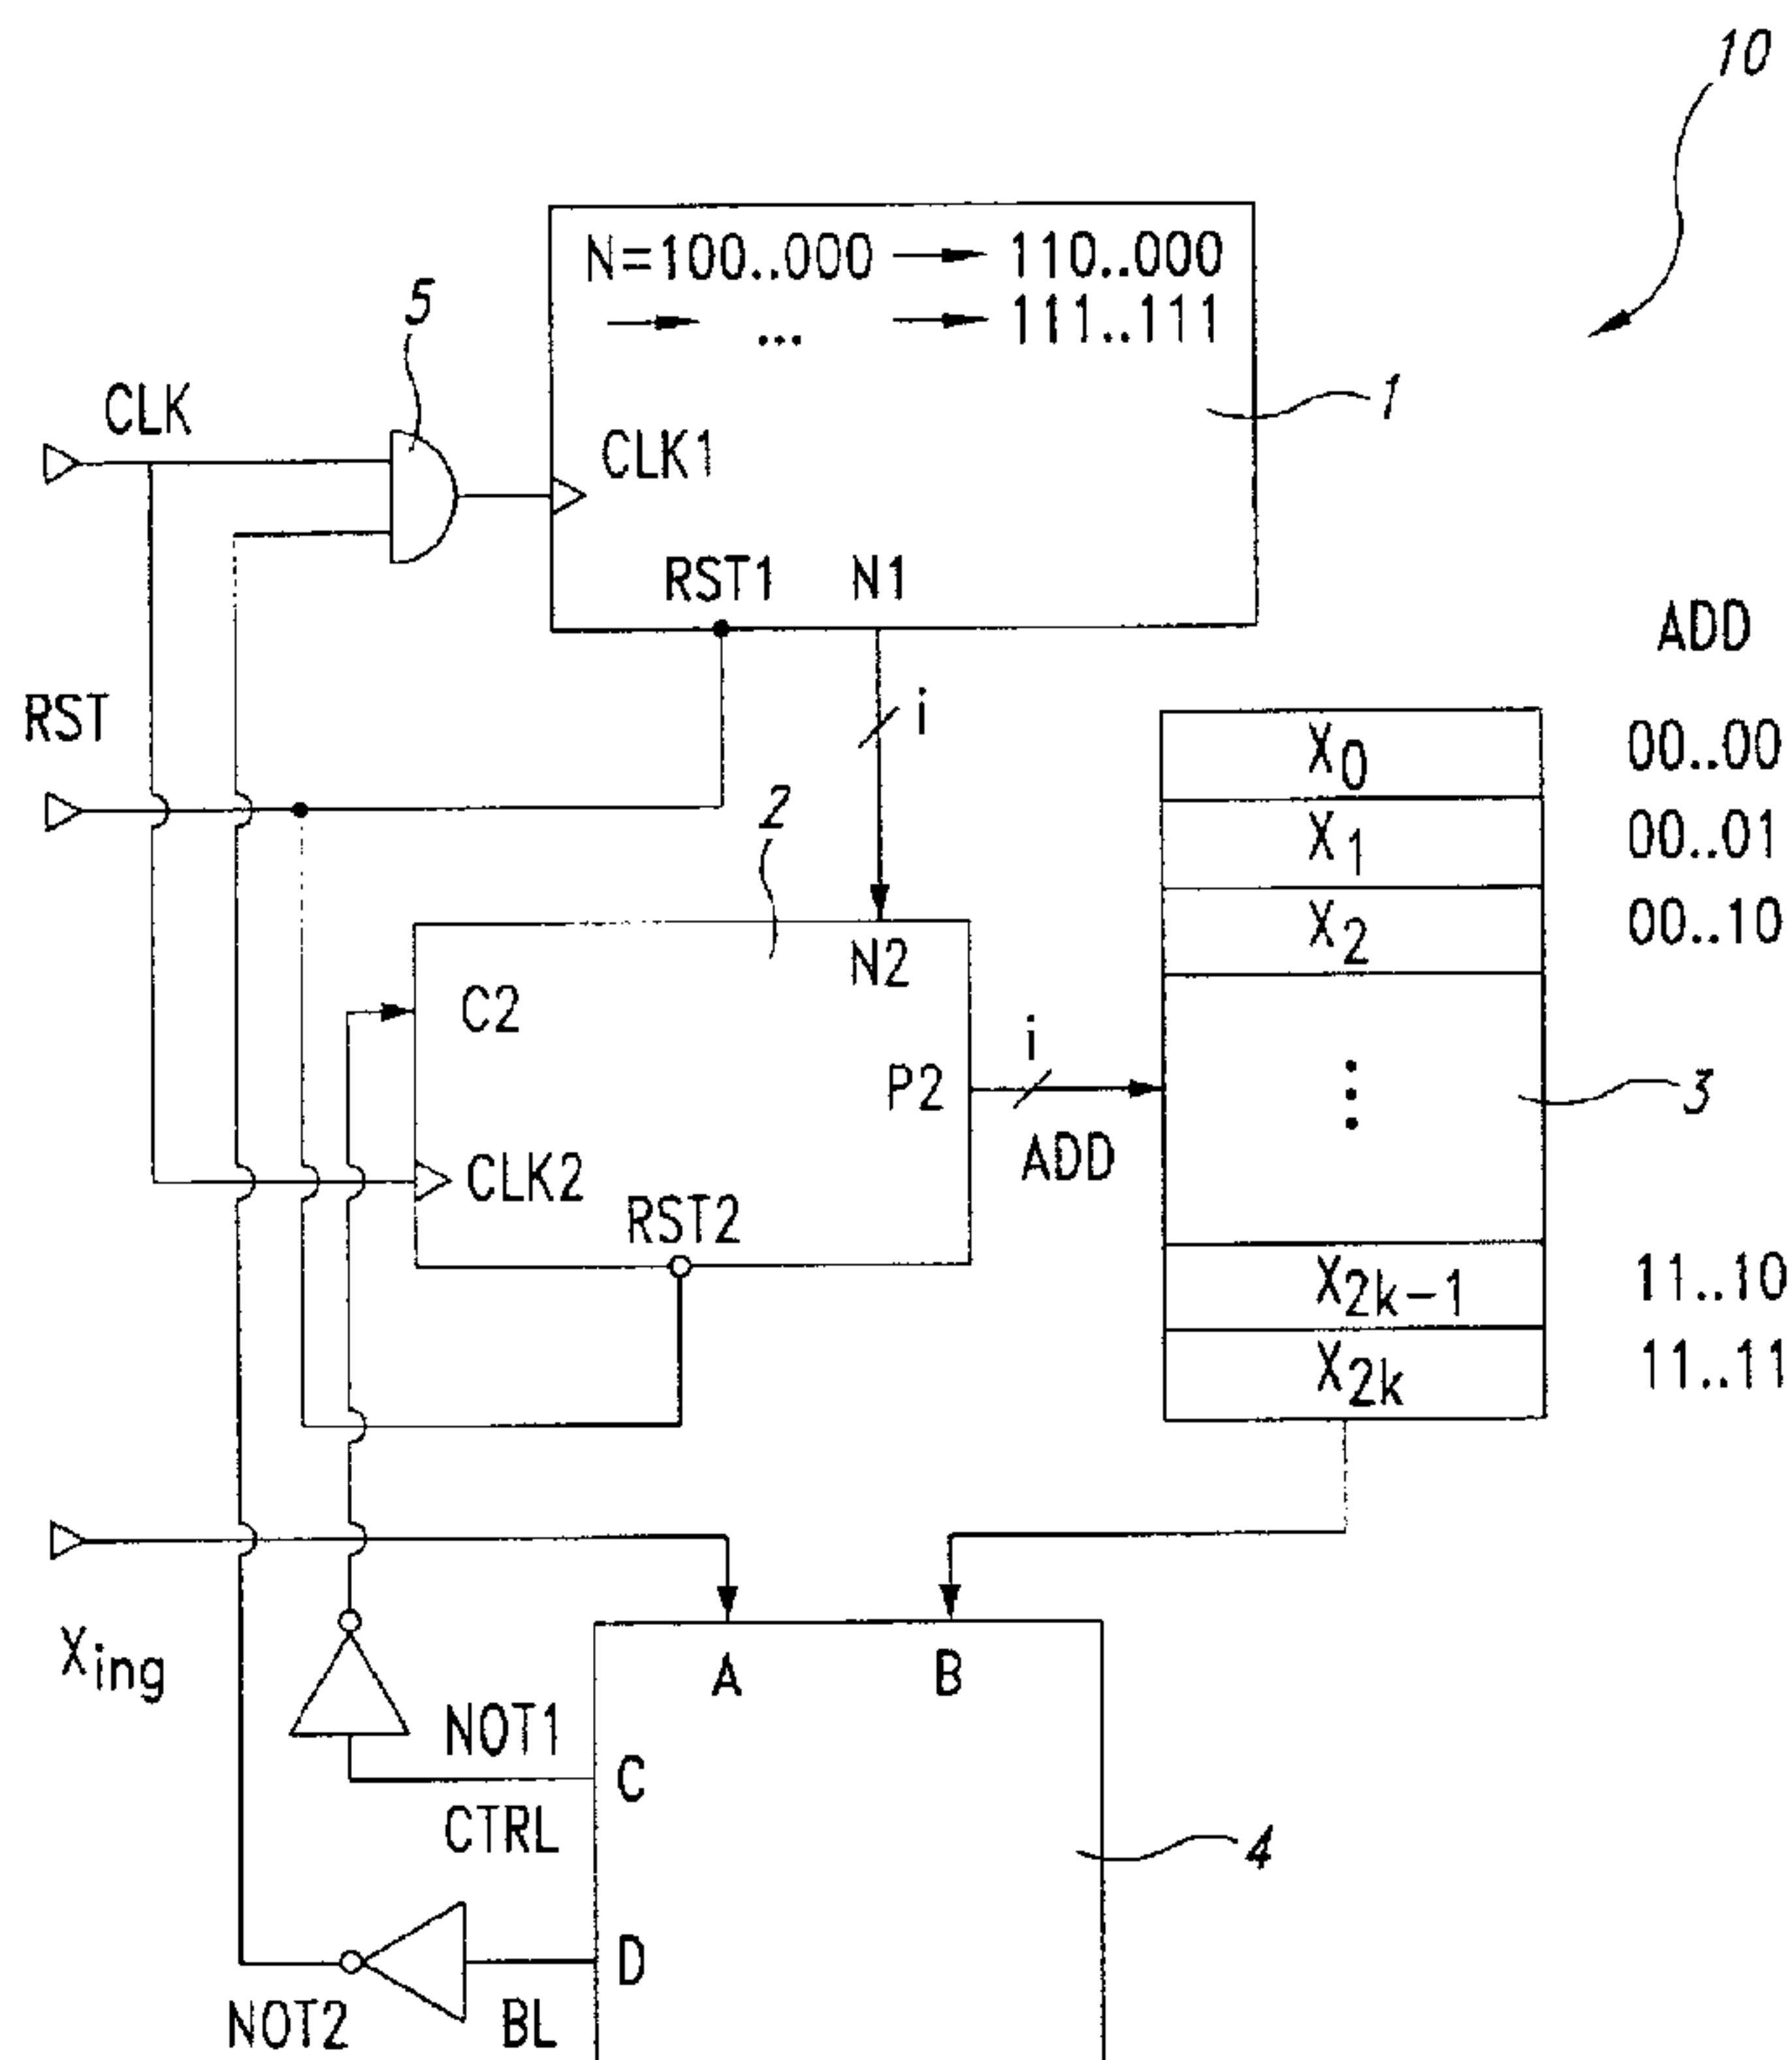 10
N=100..000 → 110..000
→ ... → 111..111
5
1
CLK
CLK1
RST1 N1
ADD
RST
i
X0 00..00
X1 00..01
2
X2 00..10
N2
C2
i
P2
3
ADD
CLK2
RST2
X2k-1 11..10
X2k 11..11
Xing
A B
NOT1
C
CTRL
4
D
NOT2 BL